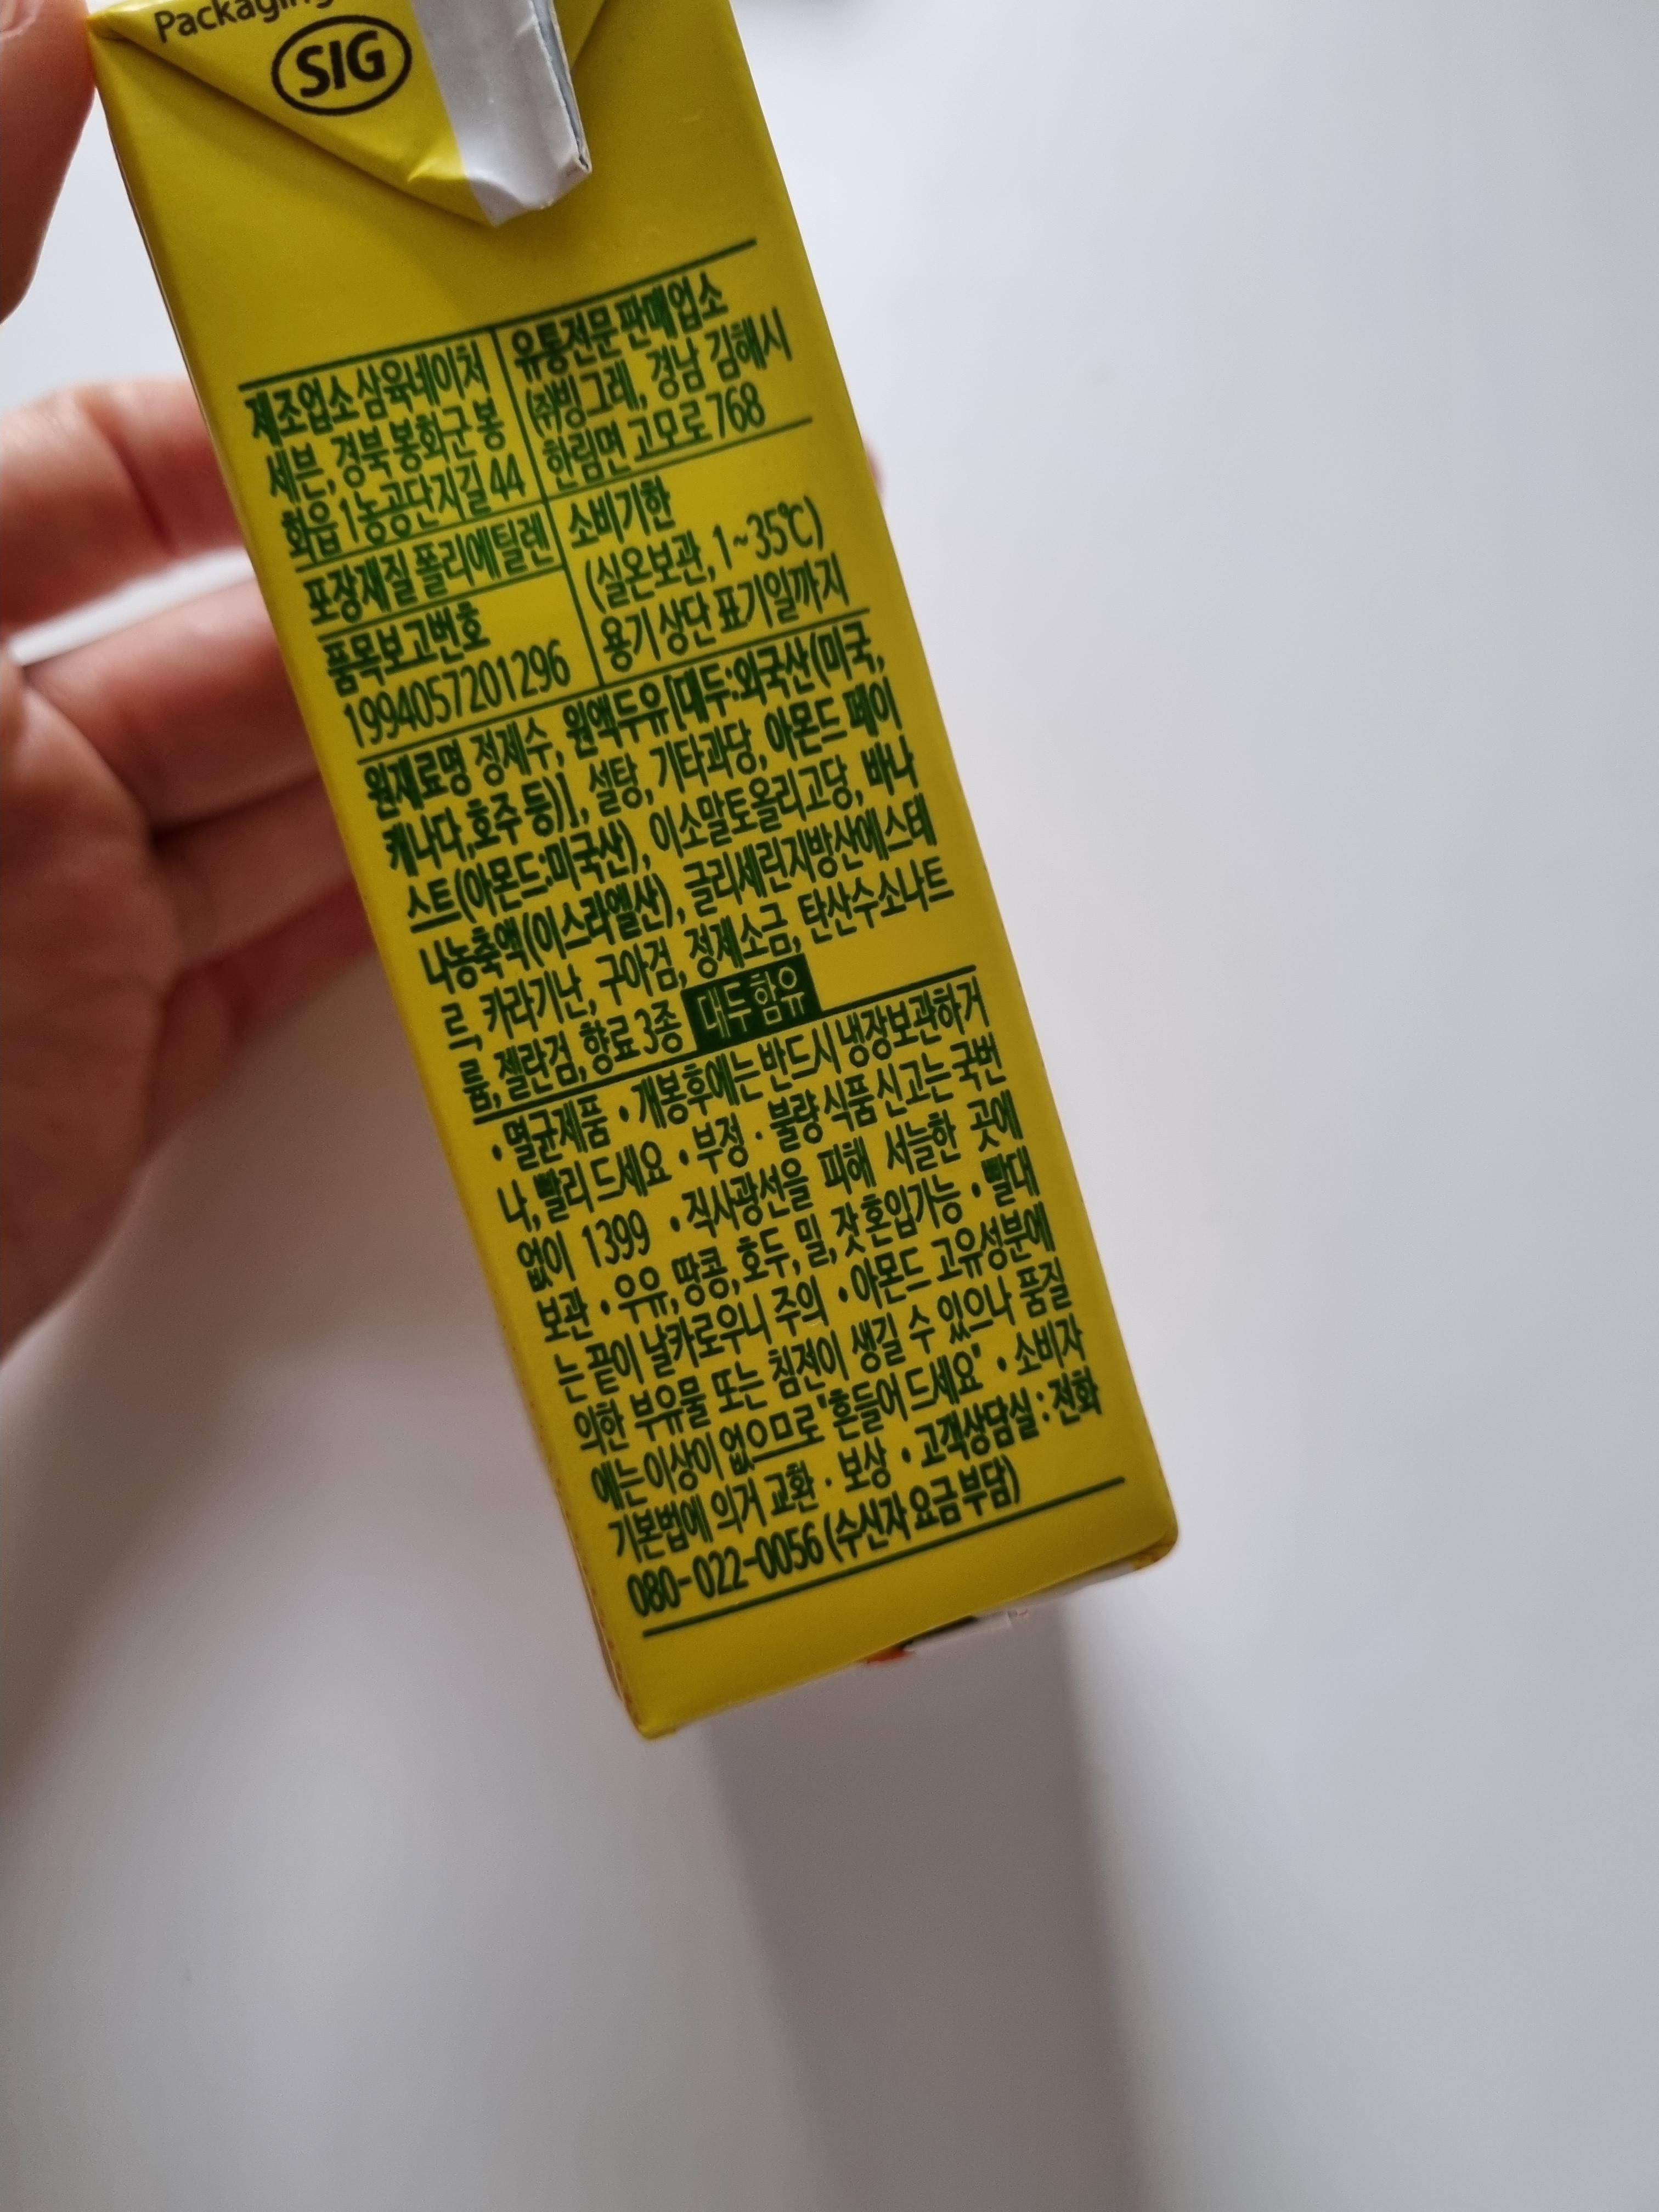 Packaging
SIG
제조업소 삼육네이처
세븐, 경북 봉화군 봉
화읍 1농공단지길 44
포장재질 폴리에틸렌
품목보고번호
1994057201296
유통전문판매업소
㈜빙그레, 경남 김해시
한림면 고모로 768
소비기한
(실온보관, 1~35℃)
용기 상단 표기일까지
원재료명 정제수, 원액두유[대두:외국산(미국,
캐나다,호주 등)], 설탕, 기타과당, 아몬드 페이
스트(아몬드:미국산), 이소말토올리고당, 바나
나농축액(이스라엘산), 글리세린지방산에스테
르, 카라기난, 구아검, 정제소금, 탄산수소나트
륨, 젤란검, 향료 3종 대두 함유
• 멸균제품 • 개봉후에는 반드시 냉장보관하거
나, 빨리 드세요 • 부정 · 불량 식품 신고는 국번
없이 1399 • 직사광선을 피해 서늘한 곳에
보관 • 우유, 땅콩, 호두, 밀, 잣 혼입가능 • 빨대
는 끝이 날카로우니 주의 • 아몬드 고유성분에
의한 부유물 또는 침전이 생길 수 있으나 품질
에는 이상이 없으므로 "흔들어 드세요" • 소비자
기본법에 의거 교환 · 보상 • 고객상담실 : 전화
080-022-0056 (수신자 요금 부담)